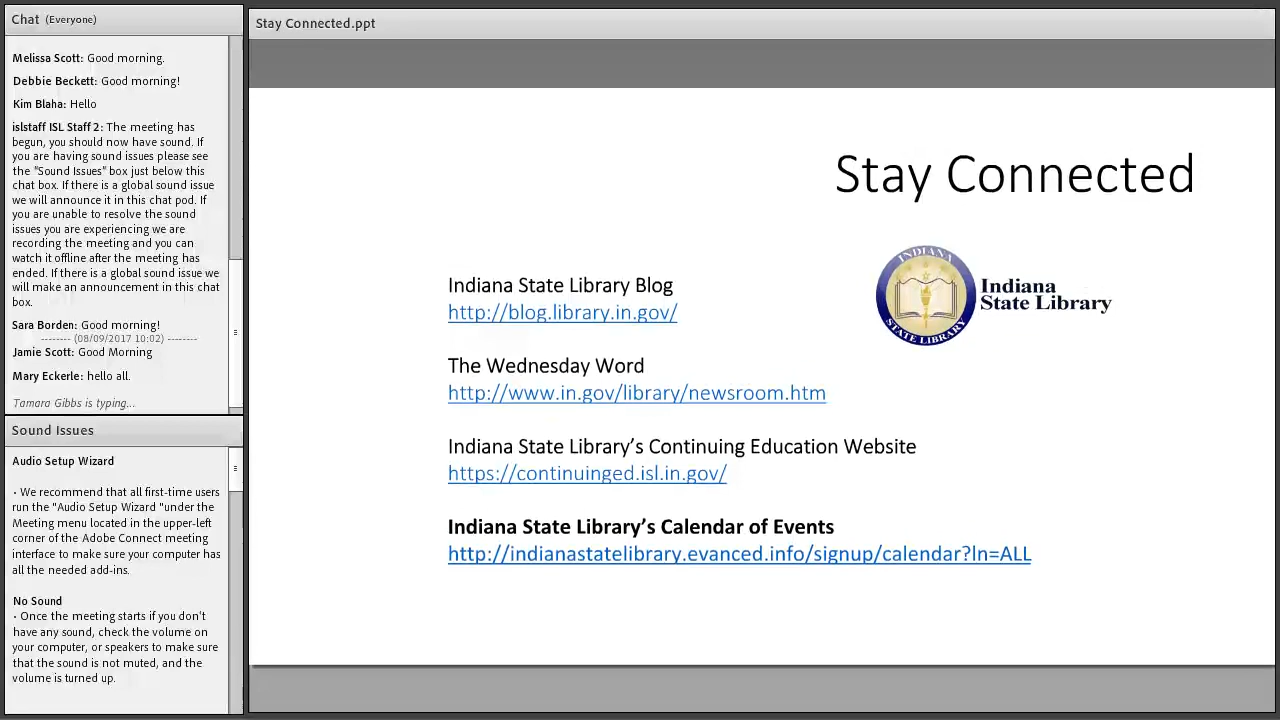 Chat (Everyone)
Melissa Scott: Good morning.
Debbie Beckett: Good morning!
Kim Blaha: Hello
islstaff ISL Staff 2: The meeting has
begun, you should now have sound. If
you are having sound issues please see
the "Sound Issues" box just below this
chat box. If there is a global sound issue
we will announce it in this chat pod. If
you are unable to resolve the sound
issues you are experiencing we are
recording the meeting and you can
watch it offline after the meeting has
ended. If there is a global sound issue we
will make an announcement in this chat
box.
Sara Borden: Good morning!
-------- (08/09/2017 10:02) --------
Jamie Scott: Good Morning
Mary Eckerle: hello all.
Tamara Gibbs is typing...
Sound Issues
Audio Setup Wizard
• We recommend that all first-time users
run the "Audio Setup Wizard "under the
Meeting menu located in the upper-left
corner of the Adobe Connect meeting
interface to make sure your computer has
all the needed add-ins.
No Sound
• Once the meeting starts if you don't
have any sound, check the volume on
your computer, or speakers to make sure
that the sound is not muted, and the
volume is turned up.
Stay Connected.ppt
Stay Connected
INDIANA
STATE LIBRARY
Indiana
State Library
Indiana State Library Blog
http://blog.library.in.gov/
The Wednesday Word
http://www.in.gov/library/newsroom.htm
Indiana State Library's Continuing Education Website
https://continuinged.isl.in.gov/
Indiana State Library's Calendar of Events
http://indianastatelibrary.evanced.info/signup/calendar?ln=ALL